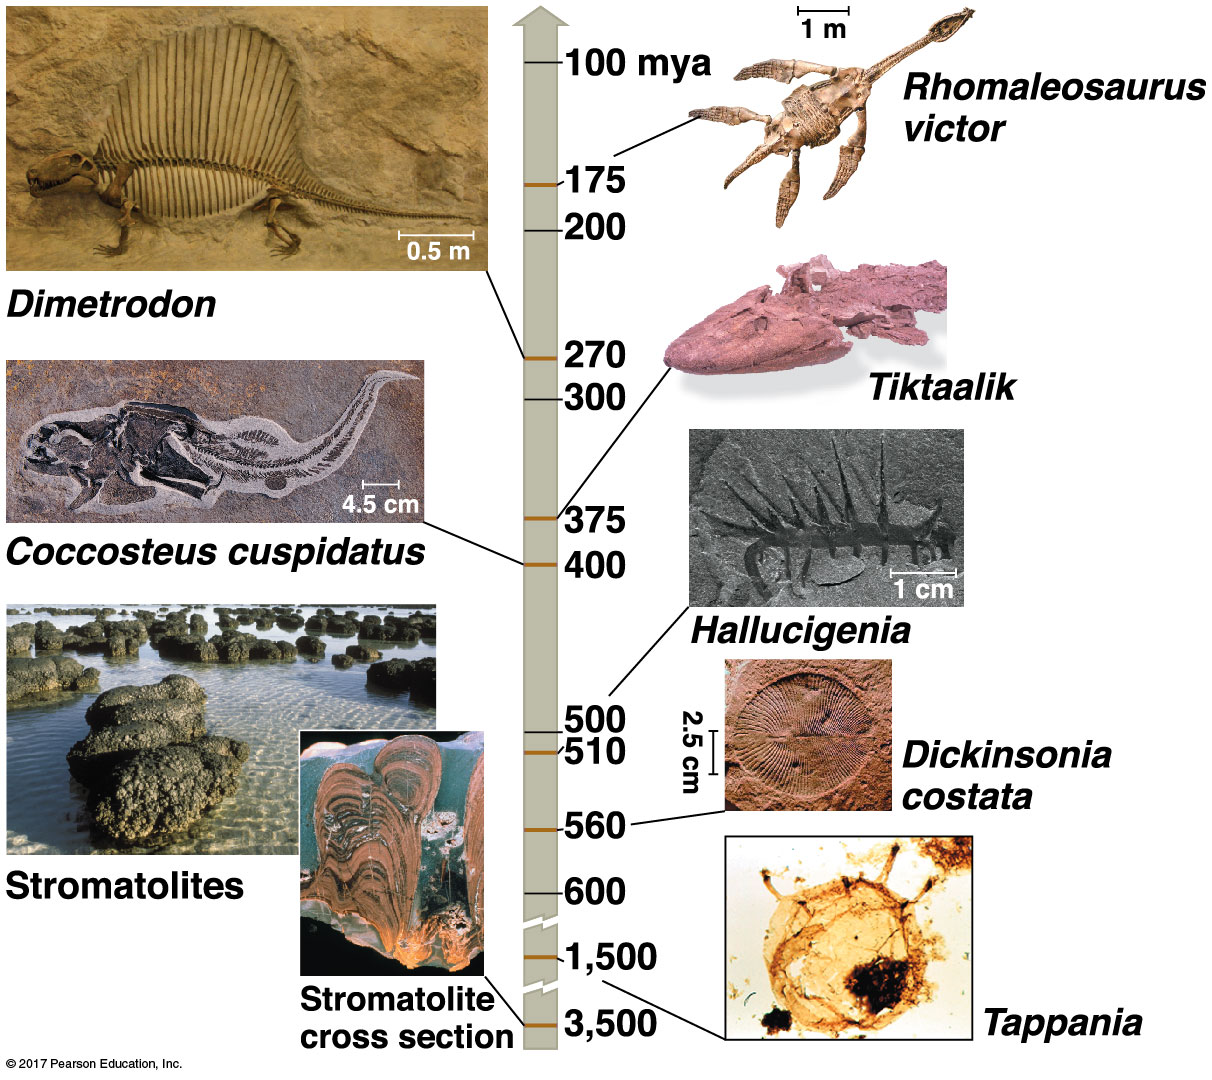 1 m
100 mya
Rhomaleosaurus
victor
175
200
0.5 m
Dimetrodon
270
300
Tiktaalik
4.5 cm
375
Coccosteus cuspidatus
400
1 cm
Hallucigenia
500
510
2.5 cm
Dickinsonia
costata
560
Stromatolites
600
1,500
Stromatolite
cross section
3,500
Tappania
© 2017 Pearson Education, Inc.